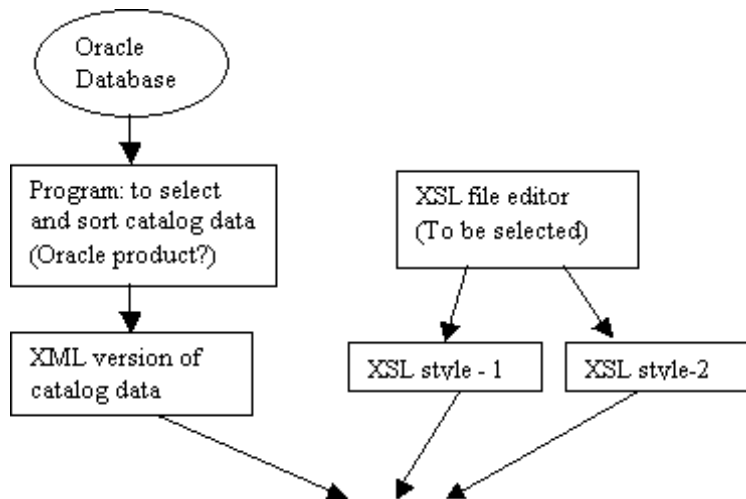 Oracle
Database
Program: to select
and sort catalog data
(Oracle product?)
XSL file editor
(To be selected)
XML version of
catalog data
XSL style - 1
XSL style-2